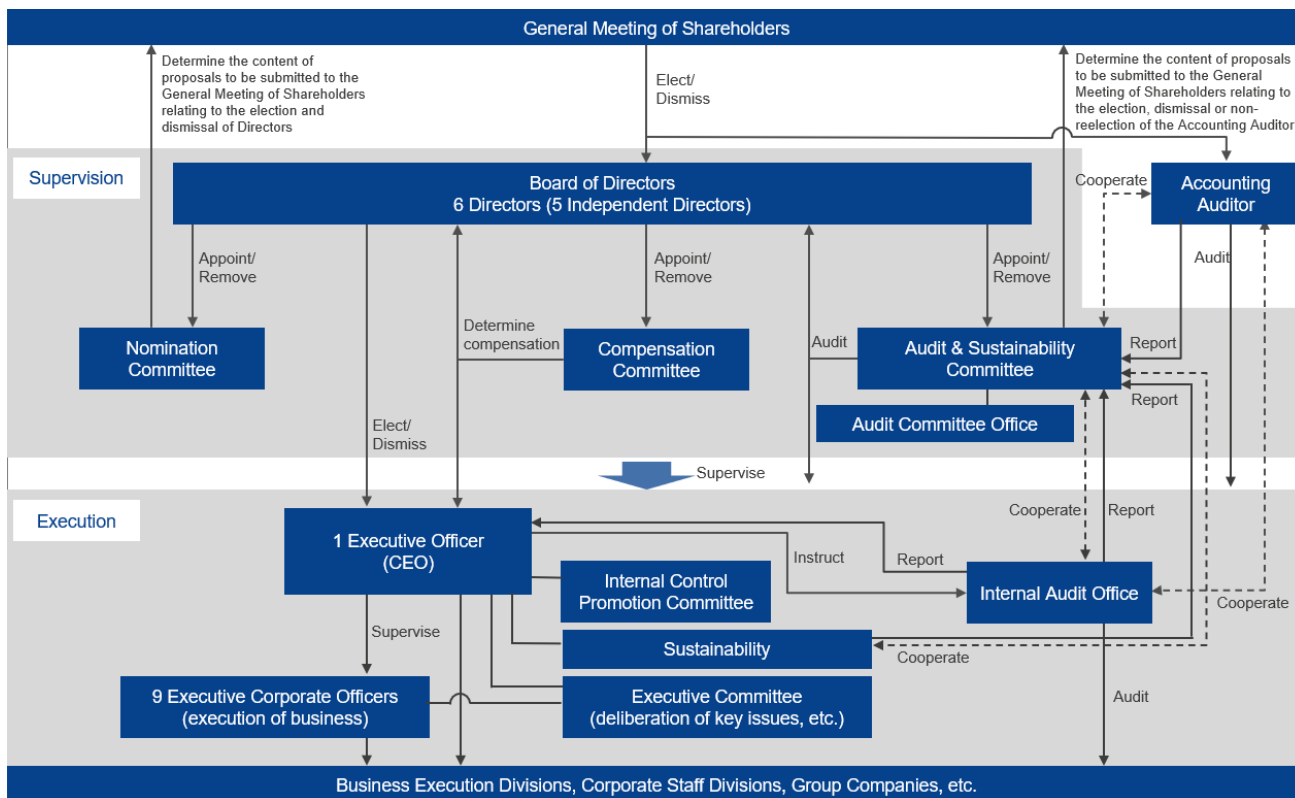 General Meeting of Shareholders
Determine the content of
proposals to be submitted to the
General Meeting of Shareholders
relating to the election and
dismissal of Directors
Elect/
Dismiss
Determine the content of proposals
to be submitted to the General
Meeting of Shareholders relating to
the election, dismissal or non-
reelection of the Accounting Auditor
Supervision
Board of Directors
6 Directors (5 Independent Directors)
Cooperate
Accounting
Auditor
Appoint/
Remove
Appoint/
Remove
Appoint/
Remove
Audit
Nomination
Committee
Determine
compensation
Compensation
Committee
Audit
Audit & Sustainability
Committee
Report
Report
Audit Committee Office
Elect/
Dismiss
Supervise
Execution
1 Executive Officer
(CEO)
Cooperate
Report
Instruct
Report
Internal Control
Promotion Committee
Internal Audit Office
Cooperate
Supervise
Sustainability
Cooperate
9 Executive Corporate Officers
(execution of business)
Executive Committee
(deliberation of key issues, etc.)
Audit
Business Execution Divisions, Corporate Staff Divisions, Group Companies, etc.